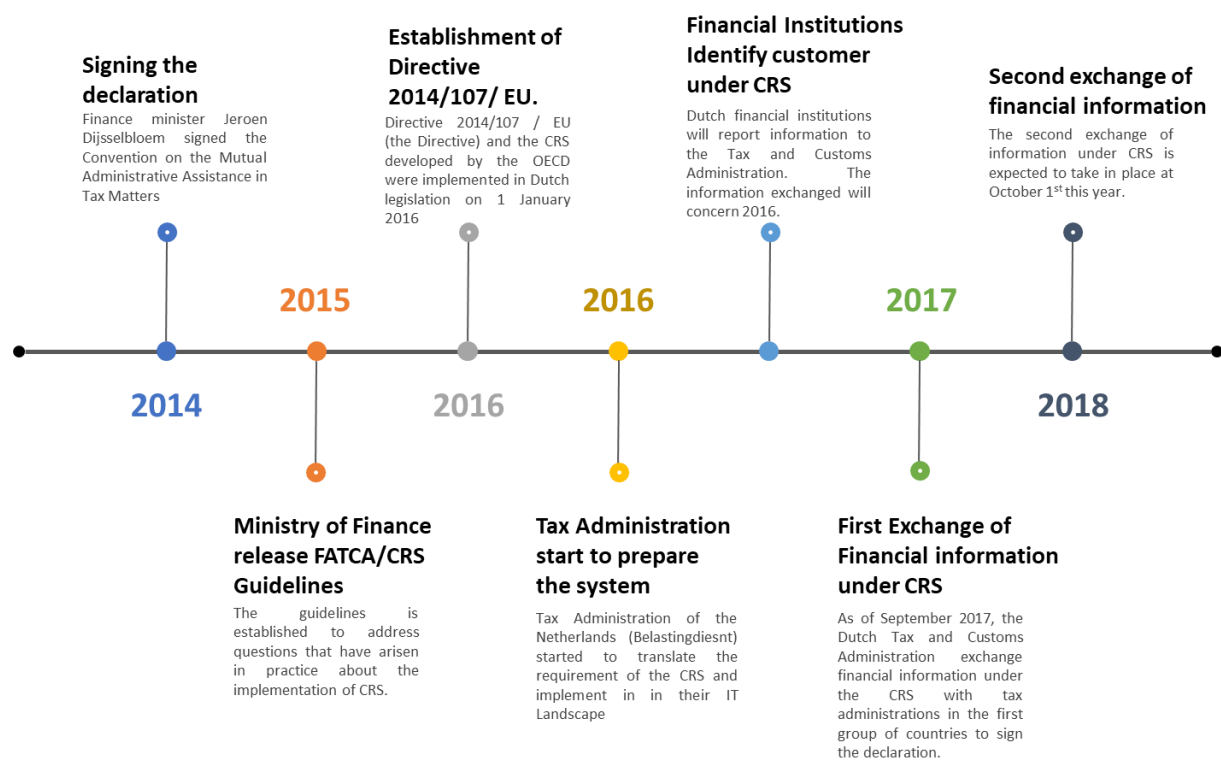 Signing the
declaration
Finance minister Jeroen
Dijsselbloem signed the
Convention on the Mutual
Administrative Assistance in
Tax Matters
Establishment of
Directive
2014/107/ EU.
Directive 2014/107 / EU
(the Directive) and the CRS
developed by the OECD
were implemented in Dutch
legislation on 1 January
2016
Financial Institutions
Identify customer
under CRS
Dutch financial institutions
will report information to
the Tax and Customs
Administration. The
information exchanged will
concern 2016.
Second exchange of
financial information
The second exchange of
information under CRS is
expected to take in place at
October 1st this year.
2015
2016
2017
2014
2016
2018
Ministry of Finance
release FATCA/CRS
Guidelines
The guidelines is
established to address
questions that have arisen
in practice about the
implementation of CRS.
Tax Administration
start to prepare
the system
Tax Administration of the
Netherlands (Belastingdiesnt)
started to translate the
requirement of the CRS and
implement in in their IT
Landscape
First Exchange of
Financial information
under CRS
As of September 2017, the
Dutch Tax and Customs
Administration exchange
financial information under
the CRS with tax
administrations in the first
group of countries to sign
the declaration.